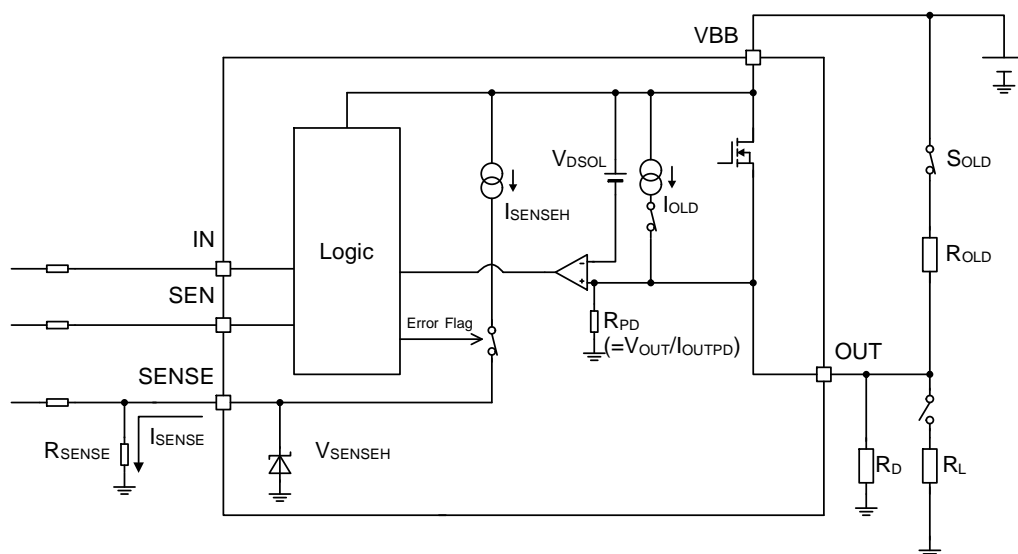 VBB
VDSOL
SOLD
ISENSEH
IOLD
IN
Logic
ROLD
SEN
Error Flag
RPD
(=VOUT/IOUTPD)
OUT
SENSE
RSENSE
ISENSE
VSENSEH
RD
RL